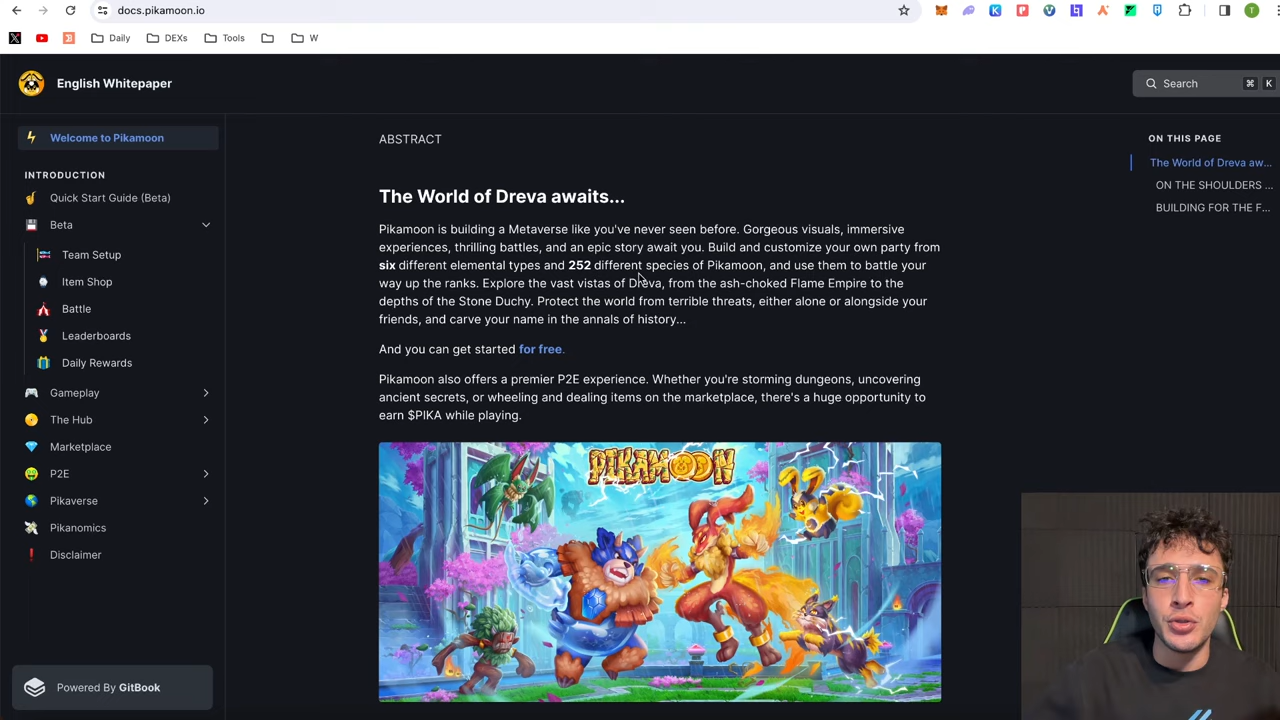 docs.pikamoon.io
Daily
DEXs
Tools
W
English Whitepaper
Search
⌘
K
Welcome to Pikamoon
INTRODUCTION
Quick Start Guide (Beta)
Beta
Team Setup
Item Shop
Battle
Leaderboards
Daily Rewards
Gameplay
The Hub
Marketplace
P2E
Pikaverse
Pikanomics
Disclaimer
Powered By GitBook
ABSTRACT
The World of Dreva awaits...
Pikamoon is building a Metaverse like you've never seen before. Gorgeous visuals, immersive
experiences, thrilling battles, and an epic story await you. Build and customize your own party from
six different elemental types and 252 different species of Pikamoon, and use them to battle your
way up the ranks. Explore the vast vistas of Dreva, from the ash-choked Flame Empire to the
depths of the Stone Duchy. Protect the world from terrible threats, either alone or alongside your
friends, and carve your name in the annals of history...
And you can get started for free.
Pikamoon also offers a premier P2E experience. Whether you're storming dungeons, uncovering
ancient secrets, or wheeling and dealing items on the marketplace, there's a huge opportunity to
earn $PIKA while playing.
PIKAMOON
ON THIS PAGE
The World of Dreva aw...
ON THE SHOULDERS ...
BUILDING FOR THE F...